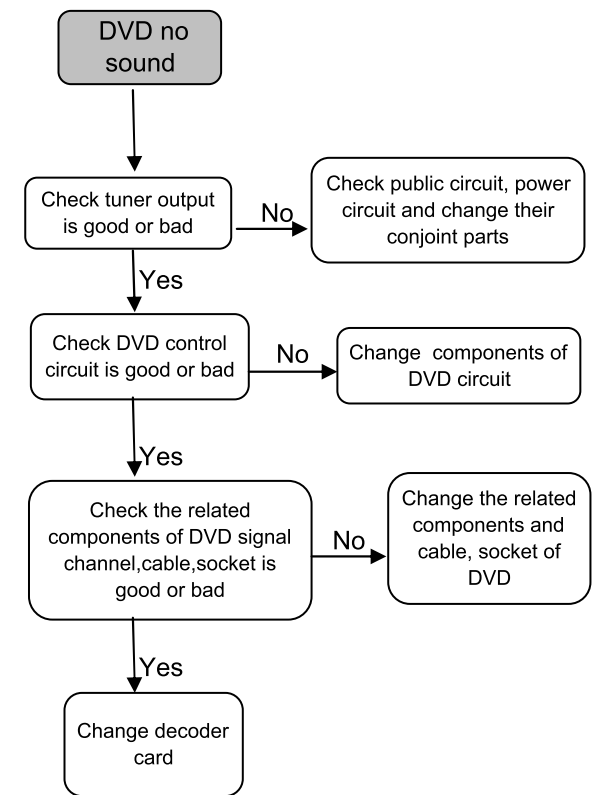 DVD no
sound
Check tuner output
is good or bad
No
Check public circuit, power
circuit and change their
conjoint parts
Yes
Check DVD control
circuit is good or bad
No
Change  components of
DVD circuit
Yes
Check the related
components of DVD signal
channel,cable,socket is
good or bad
No
Change the related
components and
cable, socket of
DVD
Yes
Change decoder
card